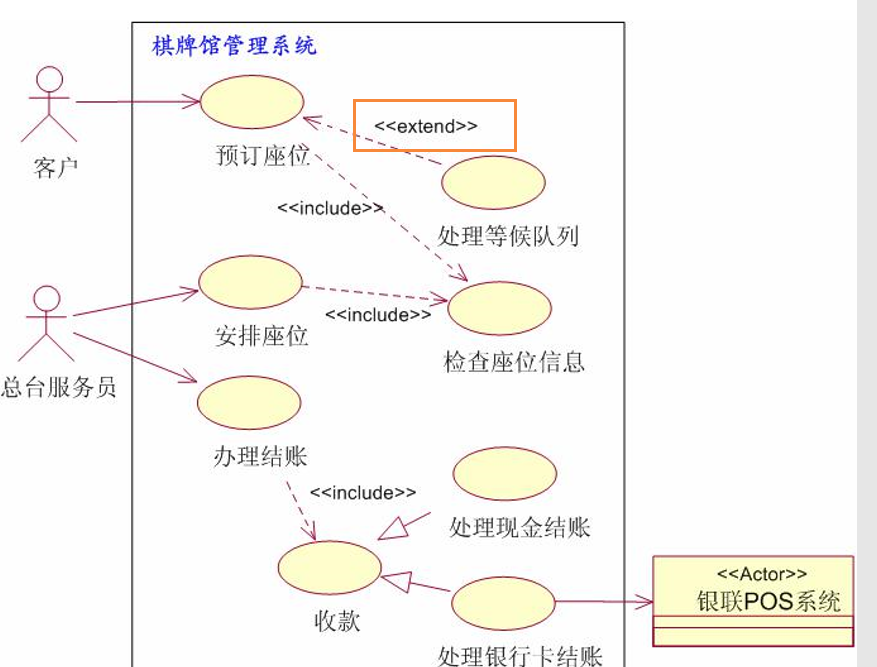 棋牌馆管理系统
<<extend>>
预订座位
客户
<<include>>
处理等候队列
<<include>>
安排座位
检查座位信息
总台服务员
办理结账
<<include>>
处理现金结账
<<Actor>>
银联POS系统
收款
处理银行卡结账